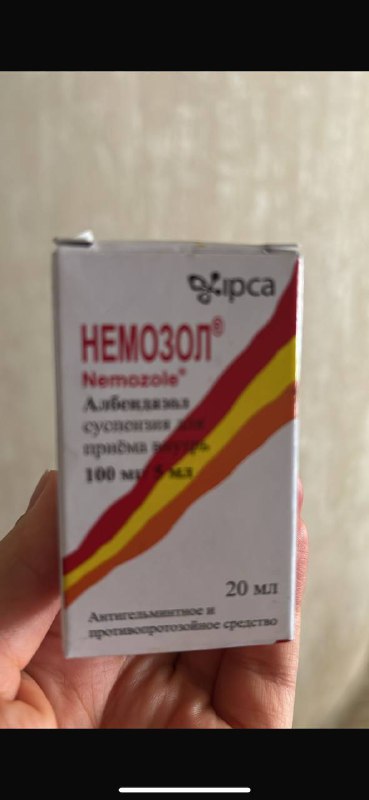 ipca
НЕМОЗОЛ®
Nemozole®
Албендазол
суспензия для
приёма внутрь
100 мг/ 5 мл
20 мл
Антигельминтное и
противопротозойное средство